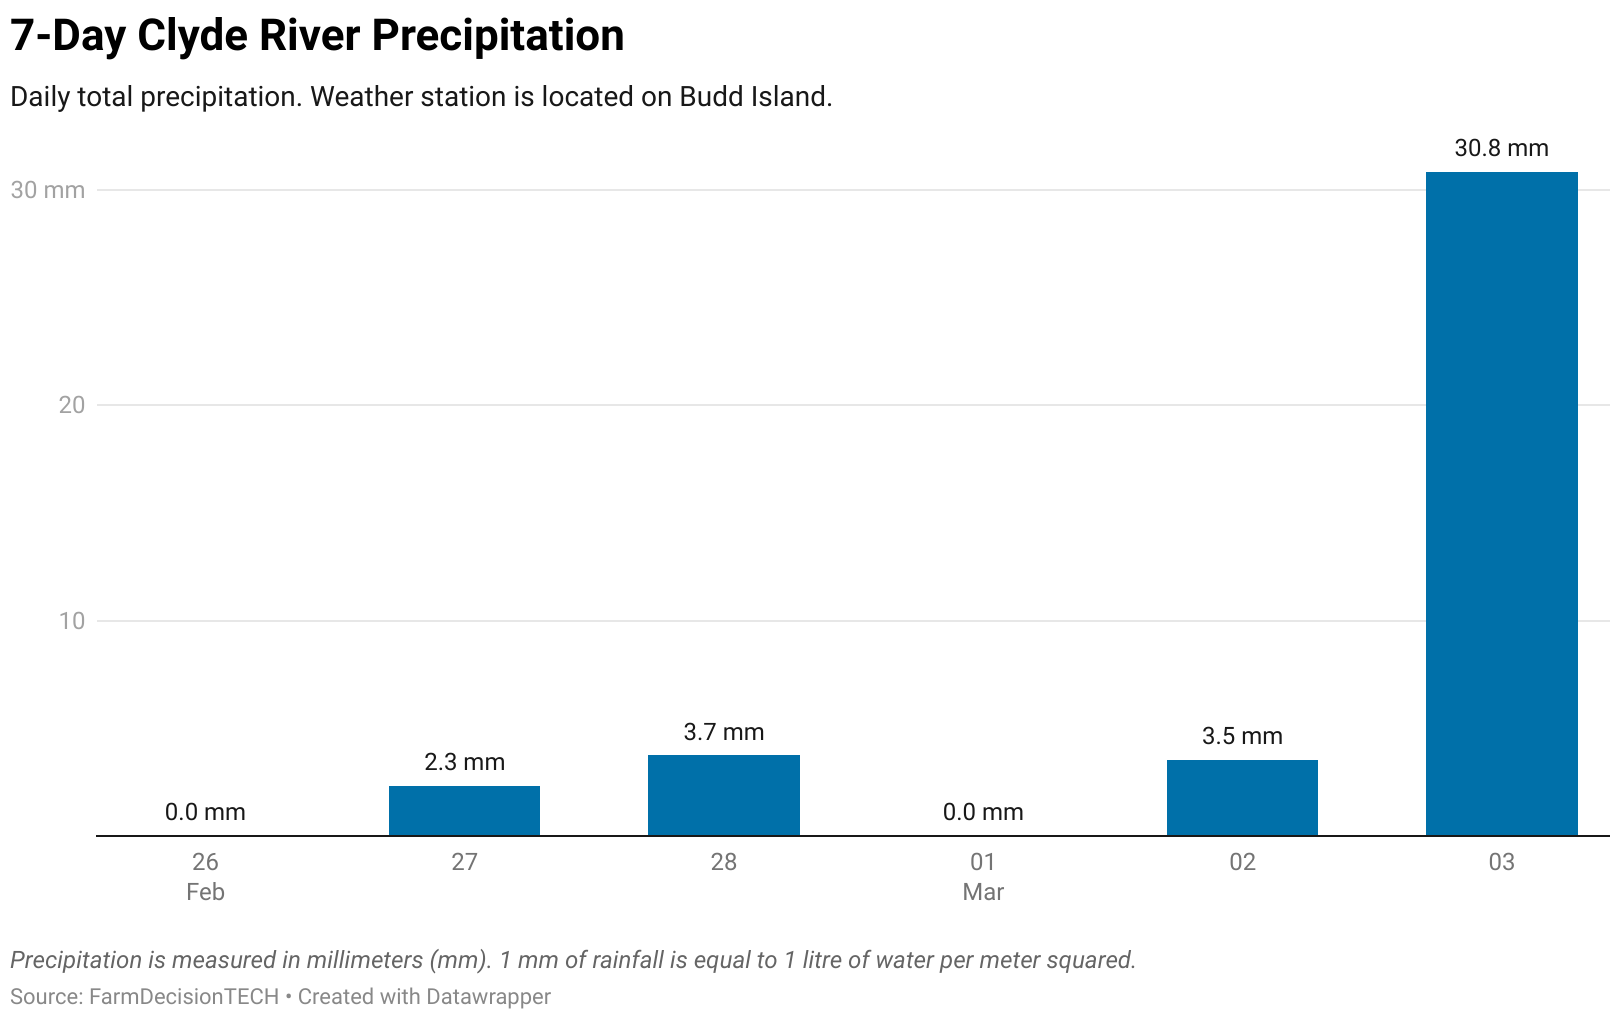 7-Day Clyde River Precipitation
Daily total precipitation. Weather station is located on Budd Island.
30.8 mm
30 mm
20
10
3.7 mm
3.5 mm
2.3 mm
0.0 mm
0.0 mm
26
27
28
01
02
03
Feb
Mar
Precipitation is measured in millimeters (mm). 1 mm of rainfall is equal to 1 litre of water per meter squared.
Source: FarmDecisionTECH • Created with Datawrapper